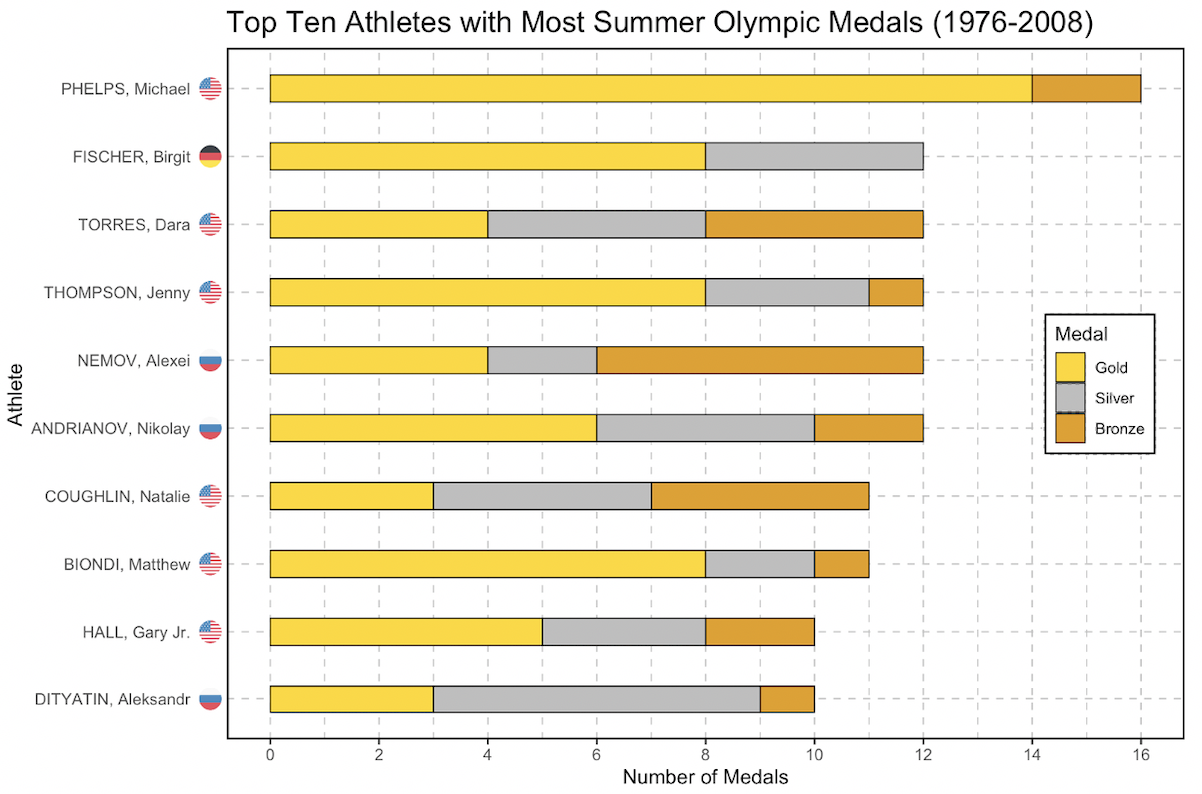 Top Ten Athletes with Most Summer Olympic Medals (1976-2008)
Athlete
PHELPS, Michael
FISCHER, Birgit
TORRES, Dara
THOMPSON, Jenny
NEMOV, Alexei
ANDRIANOV, Nikolay
COUGHLIN, Natalie
BIONDI, Matthew
HALL, Gary Jr.
DITYATIN, Aleksandr
Medal
Gold
Silver
Bronze
0 2 4 6 8 10 12 14 16
Number of Medals